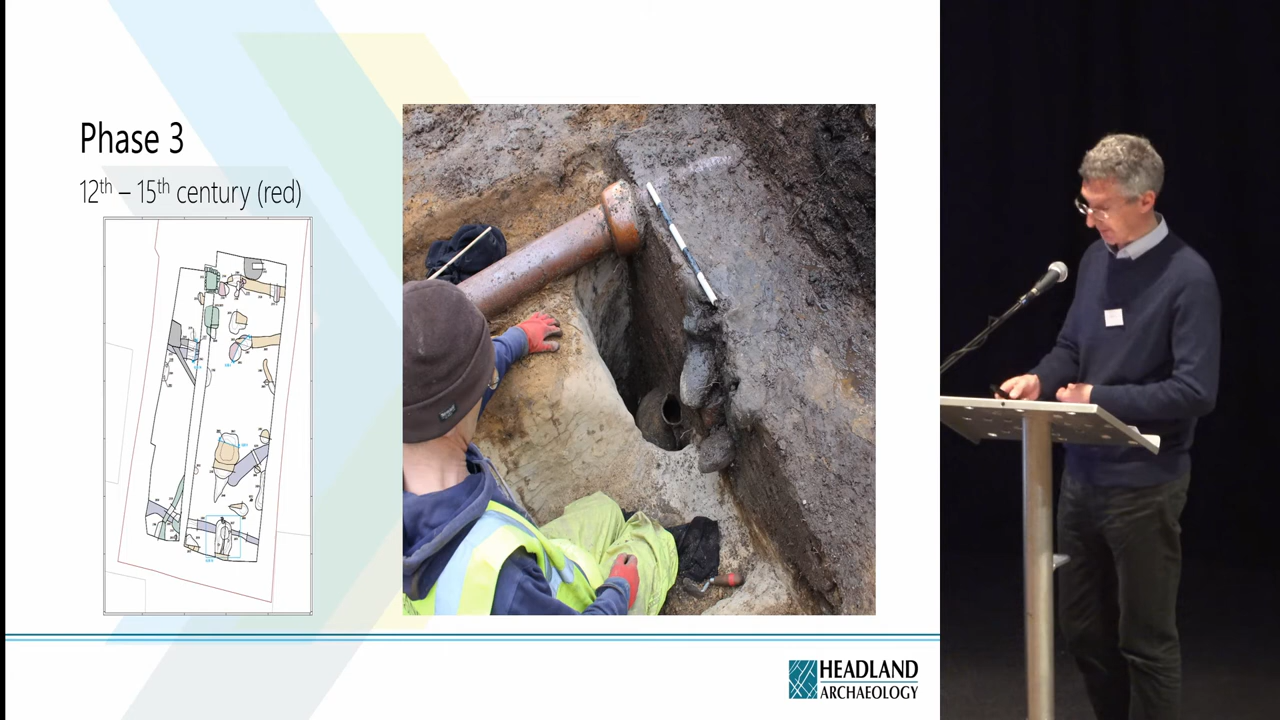 Phase 3
12th – 15th century (red)
HEADLAND
ARCHAEOLOGY